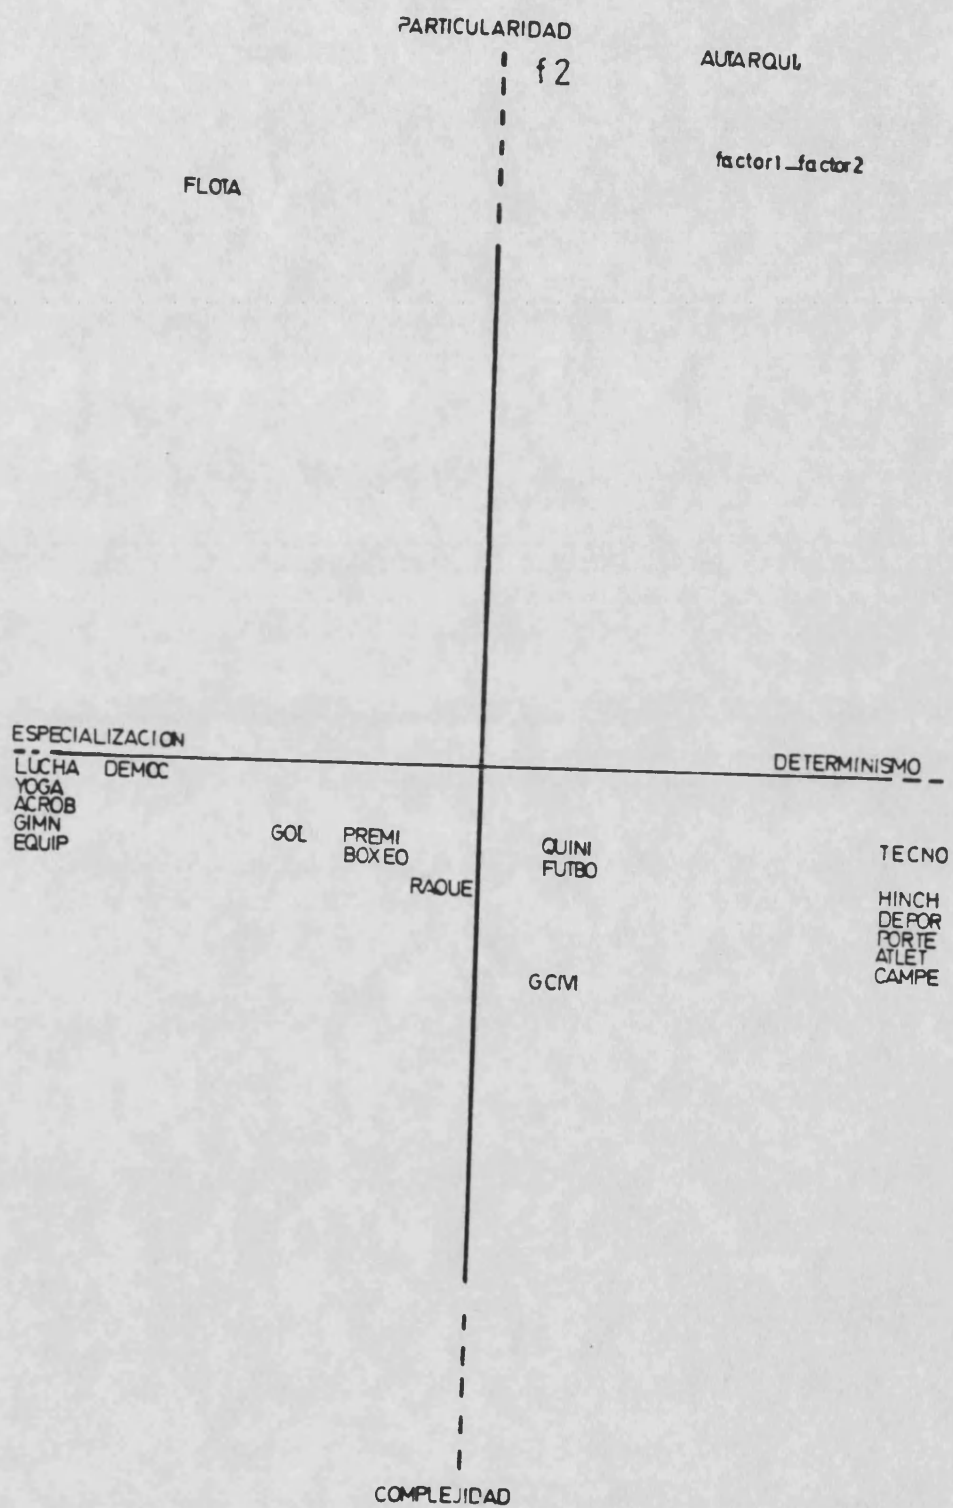 PARTICULARIDAD
f2
AUTARQUI
factor1_factor2
FLOTA
ESPECIALIZACION
DETERMINISMO
LUCHA DEMOC
YOGA
ACROB
GIMN
EQUIP
GOL PREMI
BOXEO
RAQUE
QUINI
FUTBO
TECNO
HINCH
DEPOR
PORTE
ATLET
CAMPE
GCIVI
COMPLEJIDAD